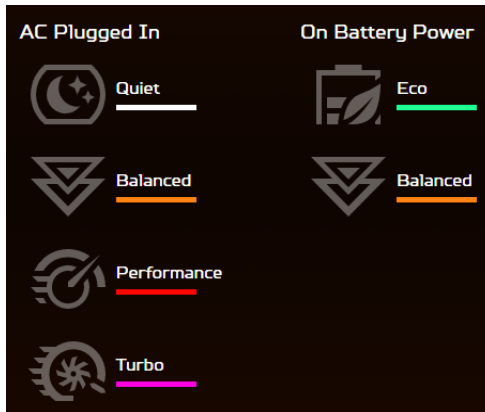 AC Plugged In
On Battery Power
Quiet
Eco
Balanced
Balanced
Performance
Turbo